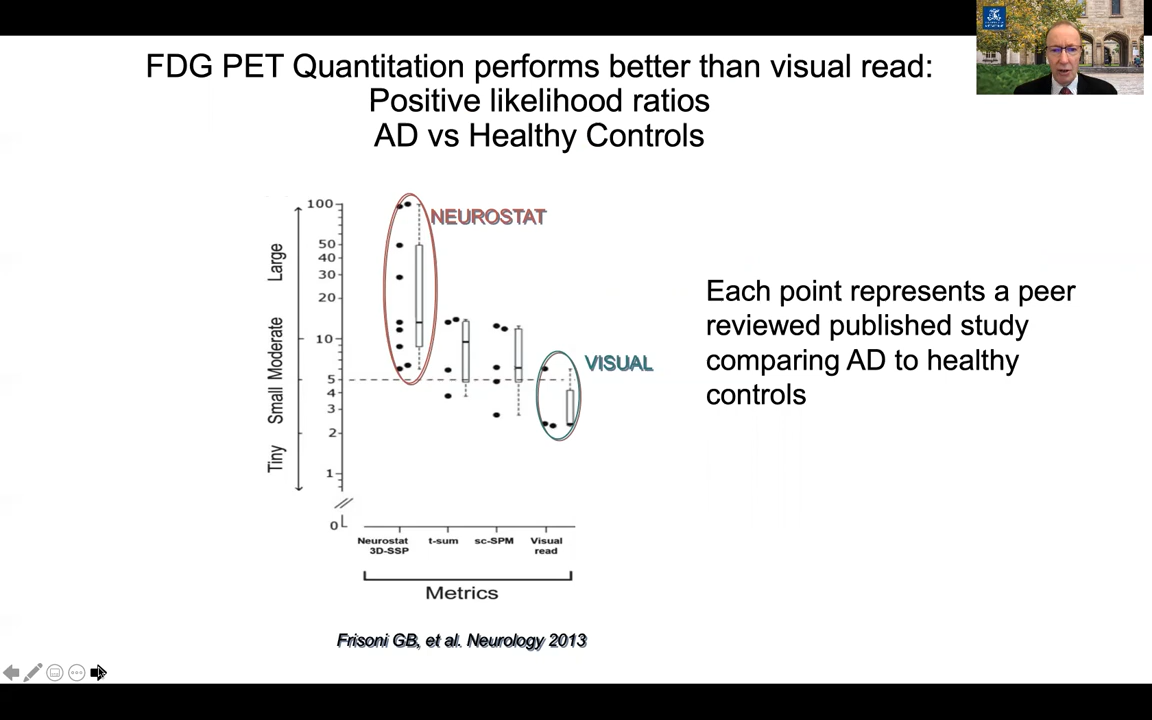 FDG PET Quantitation performs better than visual read:
Positive likelihood ratios
AD vs Healthy Controls
NEUROSTAT
VISUAL
Each point represents a peer
reviewed published study
comparing AD to healthy
controls
Large
Moderate
Small
Tiny
100
50
40
30
20
10
5
4
3
2
1
0
Neurostat
3D-SSP
t-sum
sc-SPM
Visual
read
Metrics
Frisoni GB, et al. Neurology 2013